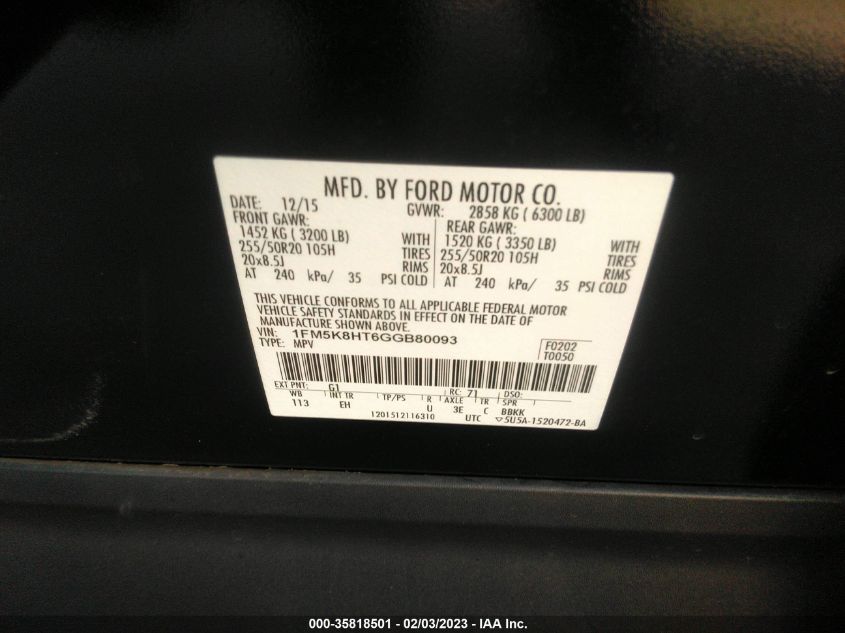 MFD. BY FORD MOTOR CO.
DATE: 12/15 GVWR: 2858 KG ( 6300 LB)
FRONT GAWR: REAR GAWR:
1452 KG ( 3200 LB) WITH 1520 KG ( 3350 LB) WITH
255/50R20 105H TIRES 255/50R20 105H TIRES
20x8.5J RIMS 20x8.5J RIMS
AT 240 kPa/ 35 PSI COLD AT 240 kPa/ 35 PSI COLD
THIS VEHICLE CONFORMS TO ALL APPLICABLE FEDERAL MOTOR
VEHICLE SAFETY STANDARDS IN EFFECT ON THE DATE OF
MANUFACTURE SHOWN ABOVE.
VIN: 1FM5K8HT6GGB80093 F0202
TYPE: MPV T0050
EXT PNT: G1 RC: 71 DSO:
WB INT TR TP/PS R AXLE TR SPR
113 EH U 3E C BBKK
1201512116310 UTC ▽5U5A-1520472-BA
000-35818501 - 02/03/2023 - IAA Inc.